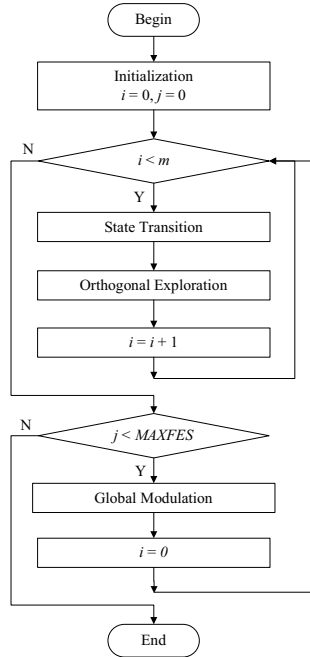 Begin
Initialization
i = 0, j = 0
N
i < m
Y
State Transition
Orthogonal Exploration
i = i + 1
N
j < MAXFES
Y
Global Modulation
i = 0
End